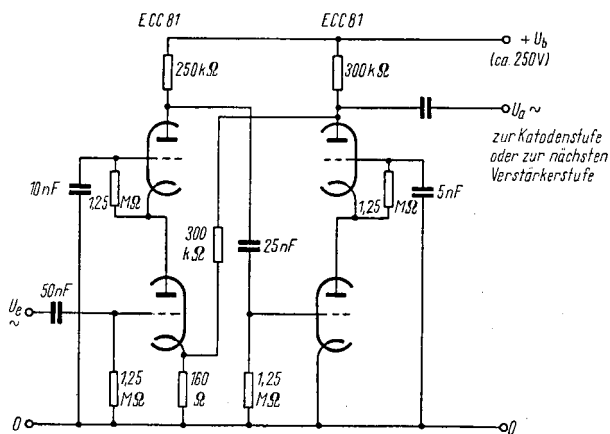 ECC 81
ECC 81
+ U_b
(ca. 250V)
250kΩ
300kΩ
U_a ~
zur Katodenstufe
oder zur nächsten
Verstärkerstufe
10nF
1,25
MΩ
300
kΩ
25nF
1,25
MΩ
5nF
U_e
~
50nF
1,25
MΩ
160
Ω
1,25
MΩ
0
0